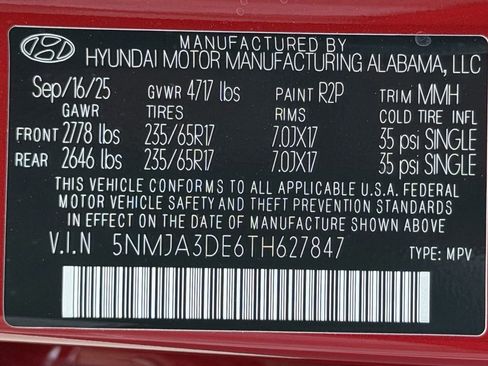 MANUFACTURED BY
HYUNDAI MOTOR MANUFACTURING ALABAMA, LLC
Sep/16/25 GVWR 4717 lbs PAINT R2P TRIM MMH
GAWR TIRES RIMS COLD TIRE INFL
FRONT 2778 lbs 235/65R17 7.0JX17 35 psi SINGLE
REAR 2646 lbs 235/65R17 7.0JX17 35 psi SINGLE
THIS VEHICLE CONFORMS TO ALL APPLICABLE U.S.A. FEDERAL
MOTOR VEHICLE SAFETY AND THEFT PREVENTION STANDARDS
IN EFFECT ON THE DATE OF MANUFACTURE SHOWN ABOVE
V.I.N 5NMJA3DE6TH627847 TYPE: MPV